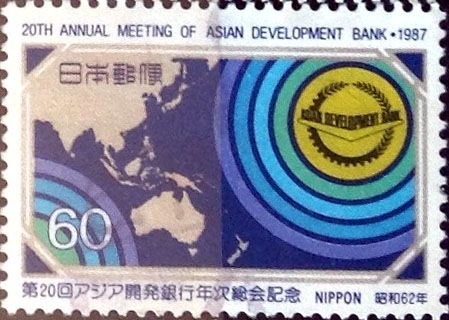 20TH ANNUAL MEETING OF ASIAN DEVELOPMENT BANK・1987
日本郵便
ASIAN DEVELOPMENT BANK
60
第20回アジア開発銀行年次総会記念 NIPPON 昭和62年